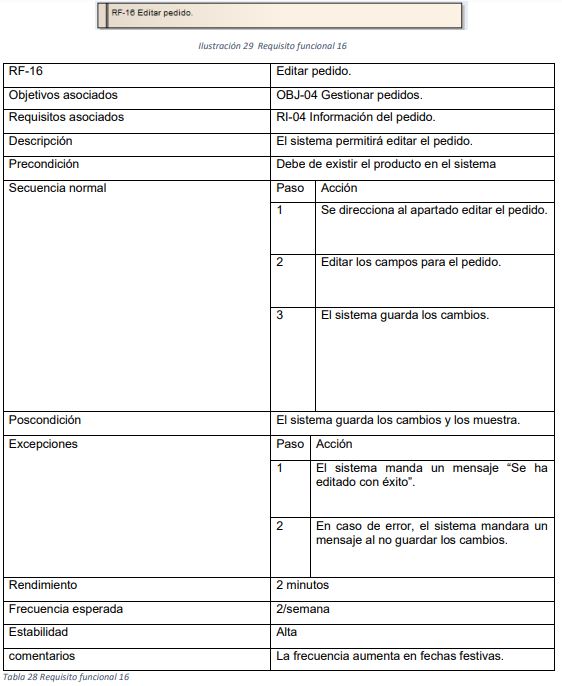 RF-16 Editar pedido.
Ilustración 29 Requisito funcional 16
RF-16 Editar pedido.
Objetivos asociados OBJ-04 Gestionar pedidos.
Requisitos asociados RI-04 Información del pedido.
Descripción El sistema permitirá editar el pedido.
Precondición Debe de existir el producto en el sistema
Secuencia normal Paso Acción
1 Se direcciona al apartado editar el pedido.
2 Editar los campos para el pedido.
3 El sistema guarda los cambios.
Poscondición El sistema guarda los cambios y los muestra.
Excepciones Paso Acción
1 El sistema manda un mensaje “Se ha
editado con éxito”.
2 En caso de error, el sistema mandara un
mensaje al no guardar los cambios.
Rendimiento 2 minutos
Frecuencia esperada 2/semana
Estabilidad Alta
comentarios La frecuencia aumenta en fechas festivas.
Tabla 28 Requisito funcional 16